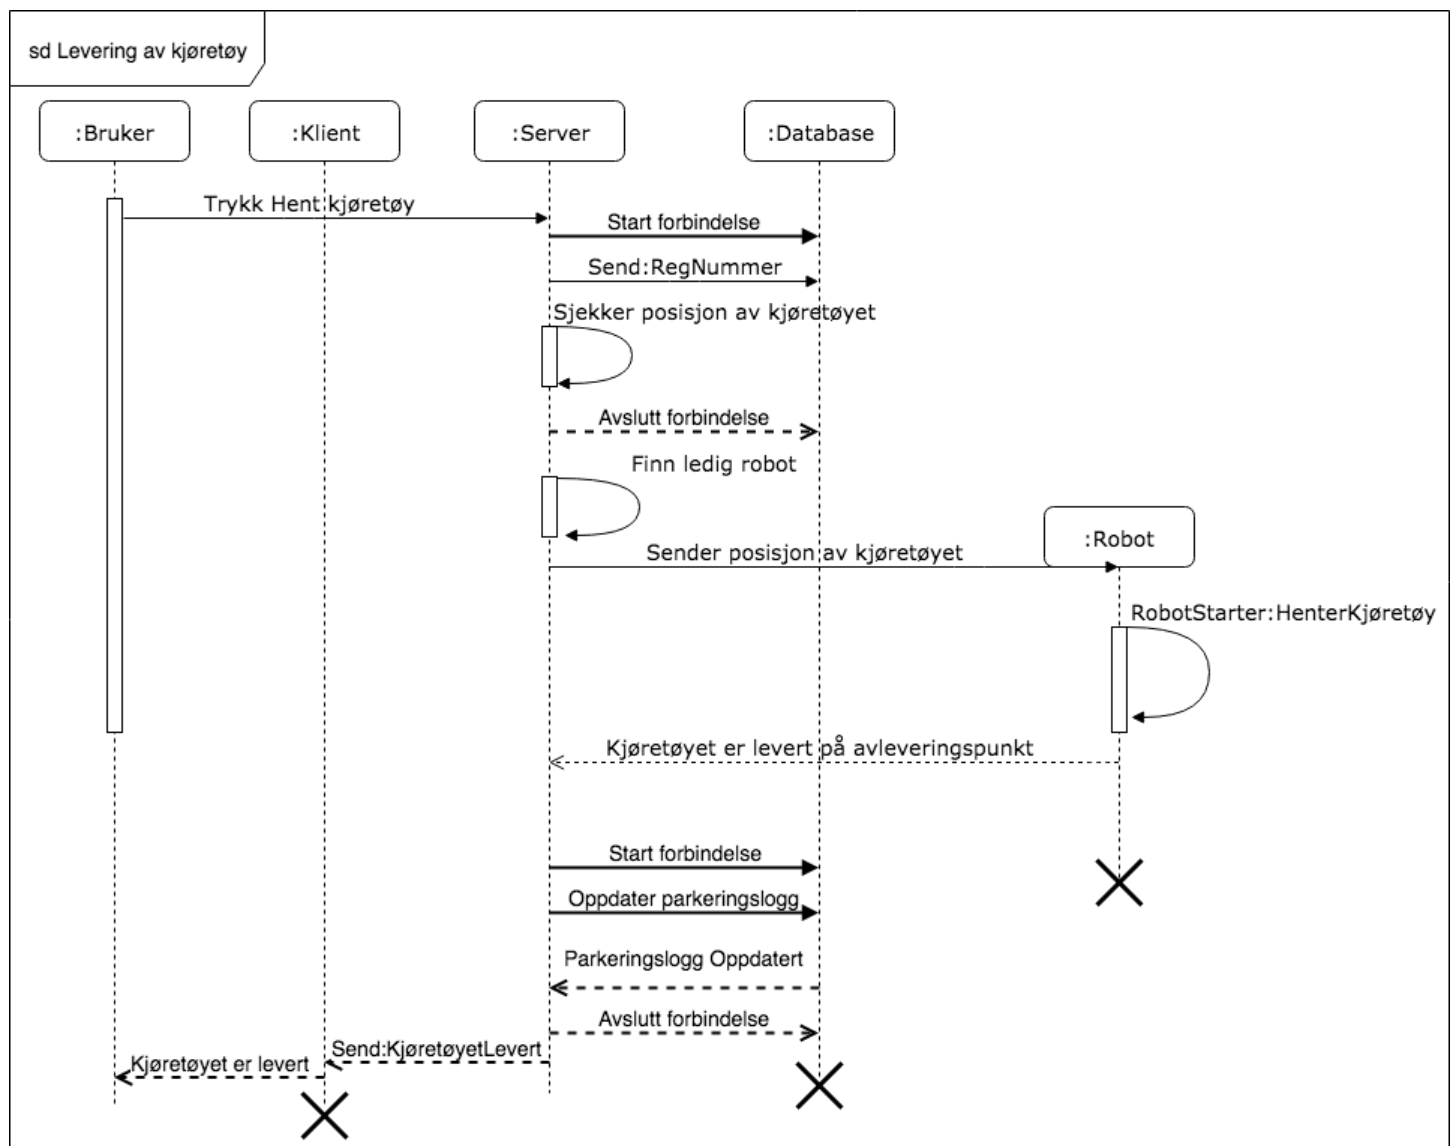 sd Levering av kjøretøy
:Bruker
:Klient
:Server
:Database
Trykk Hent kjøretøy
Start forbindelse
Send:RegNummer
Sjekker posisjon av kjøretøyet
Avslutt forbindelse
Finn ledig robot
:Robot
Sender posisjon av kjøretøyet
RobotStarter:HenterKjøretøy
Kjøretøyet er levert på avleveringspunkt
Start forbindelse
Oppdater parkeringslogg
Parkeringslogg Oppdatert
Avslutt forbindelse
Send:KjøretøyetLevert
Kjøretøyet er levert